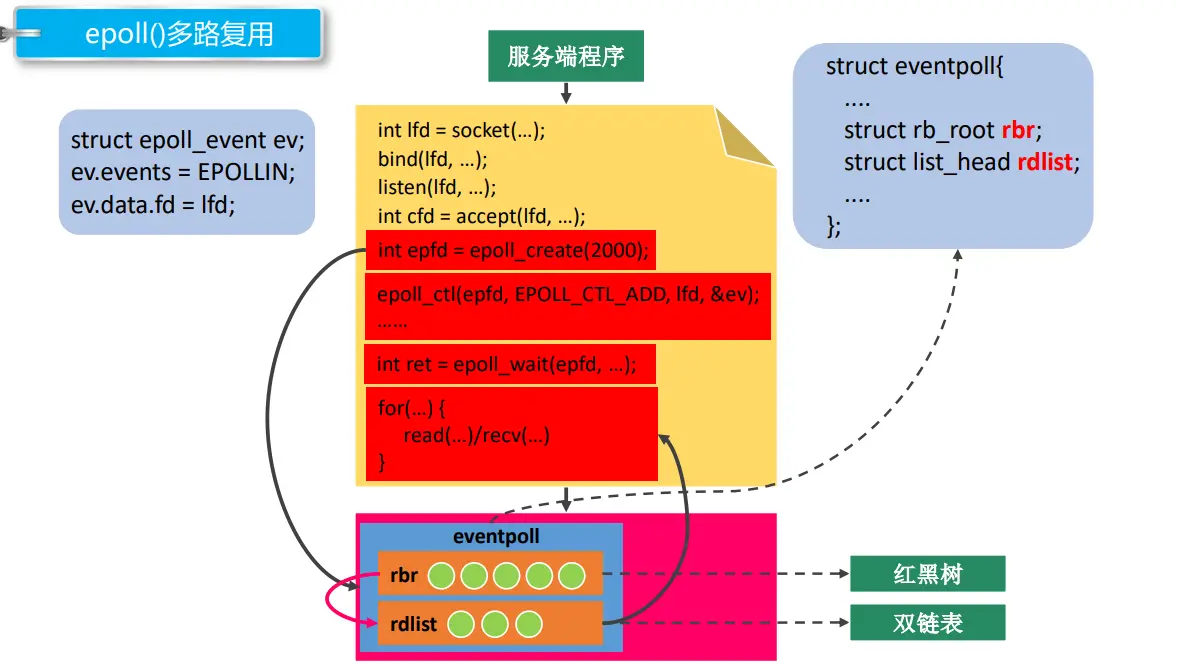 epoll()多路复用
服务端程序
struct epoll_event ev;
ev.events = EPOLLIN;
ev.data.fd = lfd;
int lfd = socket(…);
bind(lfd, …);
listen(lfd, …);
int cfd = accept(lfd, …);
int epfd = epoll_create(2000);
epoll_ctl(epfd, EPOLL_CTL_ADD, lfd, &ev);
……
int ret = epoll_wait(epfd, …);
for(…) {
read(…)/recv(…)
}
struct eventpoll{
....
struct rb_root rbr;
struct list_head rdlist;
....
};
eventpoll
rbr
rdlist
红黑树
双链表